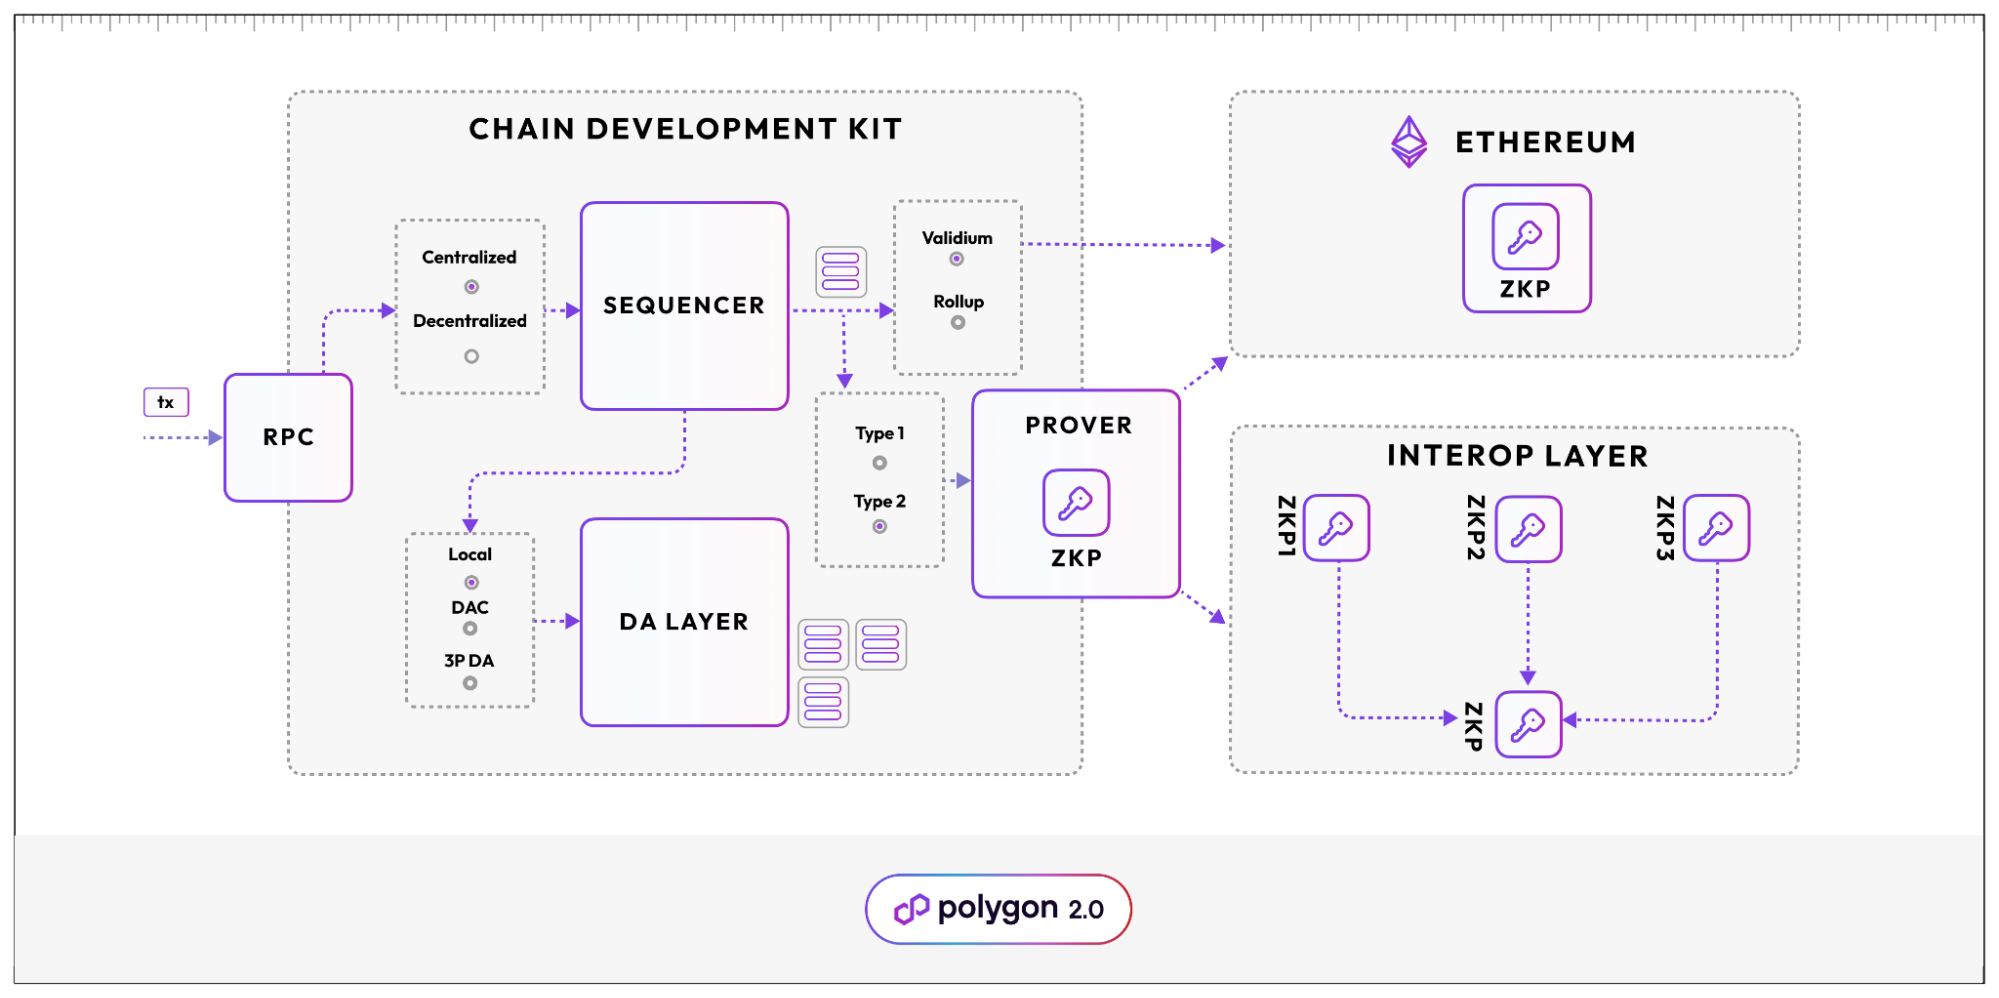 CHAIN DEVELOPMENT KIT
tx
RPC
Centralized
Decentralized
SEQUENCER
Validium
Rollup
Type 1
Type 2
PROVER
ZKP
Local
DAC
3P DA
DA LAYER
ETHEREUM
ZKP
INTEROP LAYER
ZKP1
ZKP2
ZKP3
ZKP
polygon 2.0